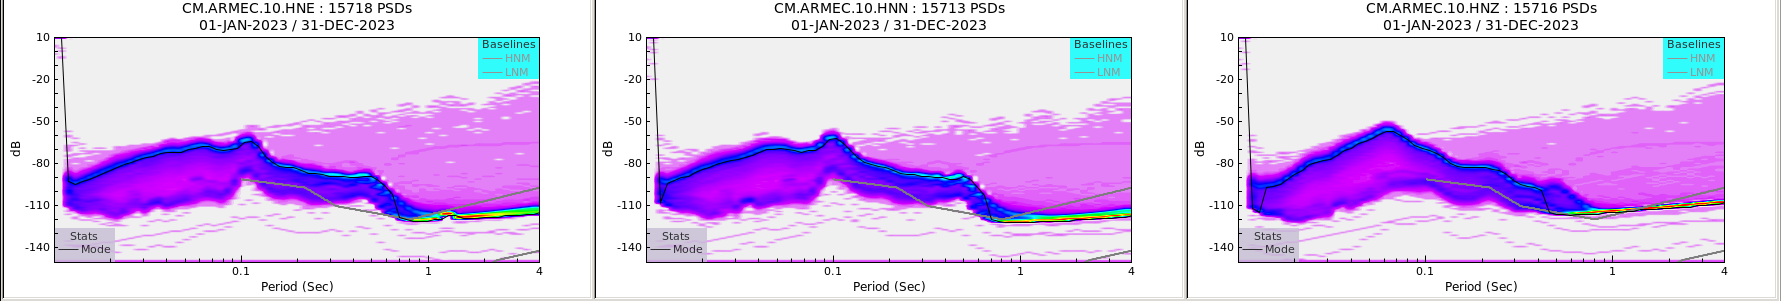 CM.ARMEC.10.HNE : 15718 PSDs
01-JAN-2023 / 31-DEC-2023
10
-20
-50
-80
-110
-140
dB
Baselines
HNM
LNM
Stats
Mode
0.1
1
4
Period (Sec)
CM.ARMEC.10.HNN : 15713 PSDs
01-JAN-2023 / 31-DEC-2023
10
-20
-50
-80
-110
-140
dB
Baselines
HNM
LNM
Stats
Mode
0.1
1
4
Period (Sec)
CM.ARMEC.10.HNZ : 15716 PSDs
01-JAN-2023 / 31-DEC-2023
10
-20
-50
-80
-110
-140
dB
Baselines
HNM
LNM
Stats
Mode
0.1
1
4
Period (Sec)